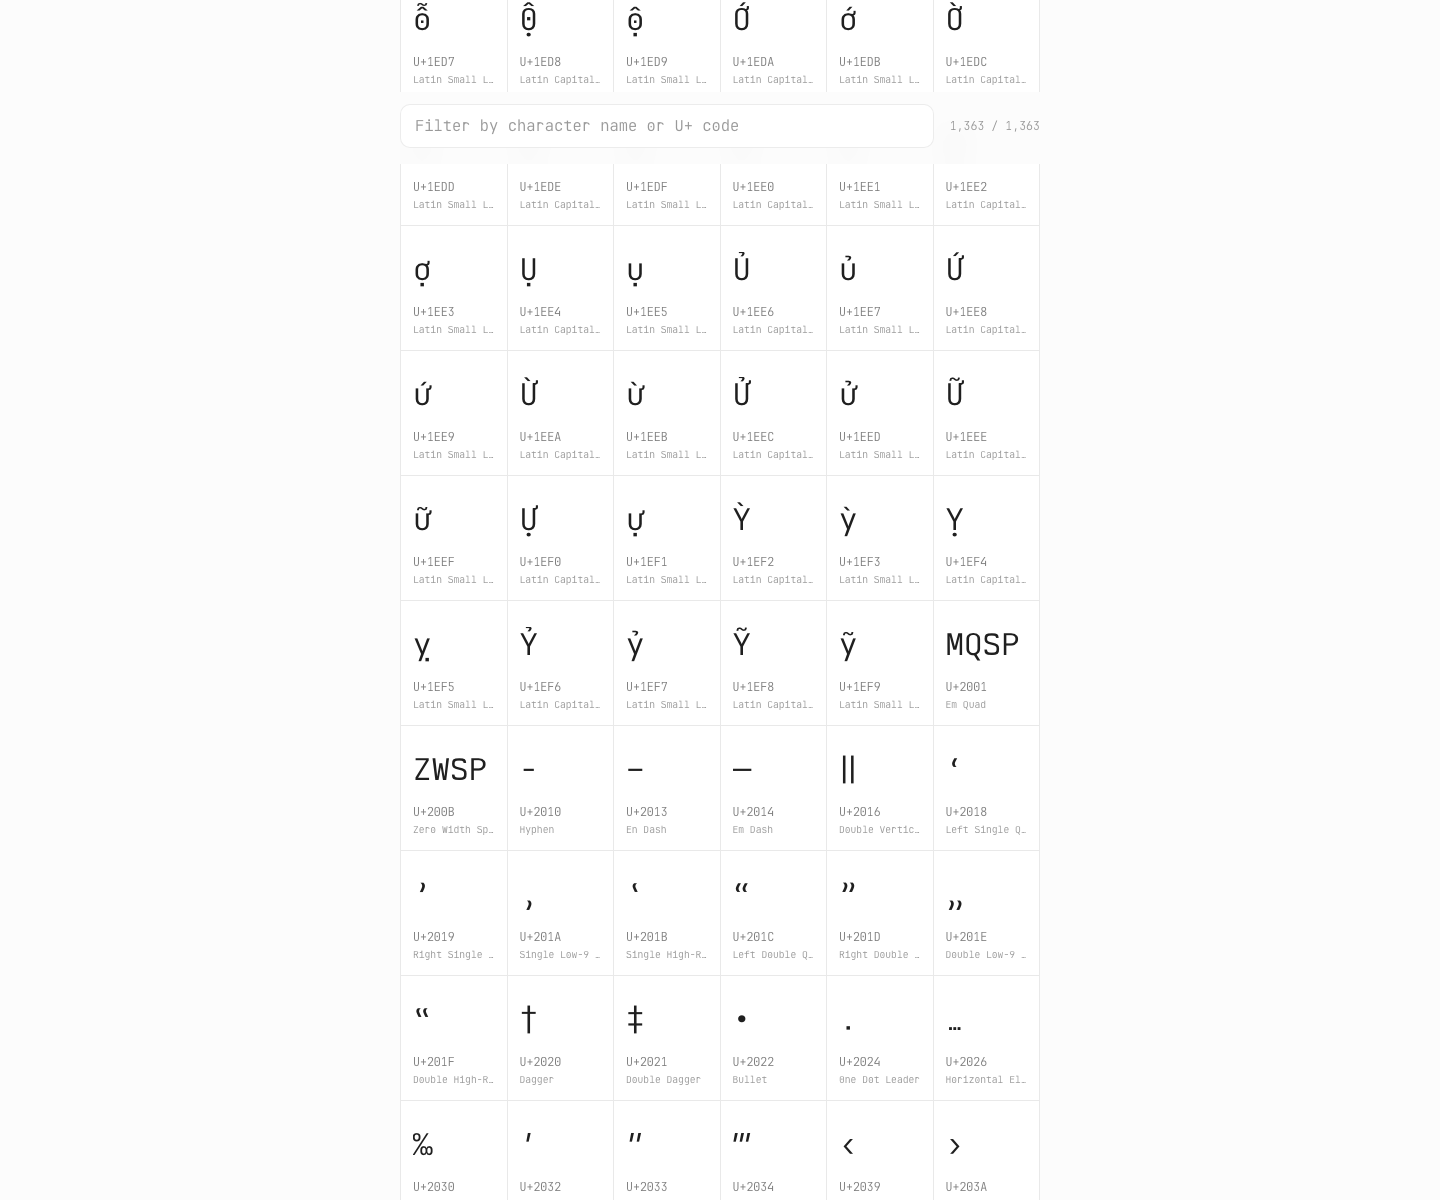 ỗ Ộ ộ Ớ ớ Ờ
U+1ED7 U+1ED8 U+1ED9 U+1EDA U+1EDB U+1EDC
Latin Small L… Latin Capital… Latin Small L… Latin Capital… Latin Small L… Latin Capital…
Filter by character name or U+ code 1,363 / 1,363
U+1EDD U+1EDE U+1EDF U+1EE0 U+1EE1 U+1EE2
Latin Small L… Latin Capital… Latin Small L… Latin Capital… Latin Small L… Latin Capital…
ợ Ụ ụ Ủ ủ Ứ
U+1EE3 U+1EE4 U+1EE5 U+1EE6 U+1EE7 U+1EE8
Latin Small L… Latin Capital… Latin Small L… Latin Capital… Latin Small L… Latin Capital…
ứ Ừ ừ Ử ử Ữ
U+1EE9 U+1EEA U+1EEB U+1EEC U+1EED U+1EEE
Latin Small L… Latin Capital… Latin Small L… Latin Capital… Latin Small L… Latin Capital…
ữ Ự ự Ỳ ỳ Ỵ
U+1EEF U+1EF0 U+1EF1 U+1EF2 U+1EF3 U+1EF4
Latin Small L… Latin Capital… Latin Small L… Latin Capital… Latin Small L… Latin Capital…
ỵ Ỷ ỷ Ỹ ỹ MQSP
U+1EF5 U+1EF6 U+1EF7 U+1EF8 U+1EF9 U+2001
Latin Small L… Latin Capital… Latin Small L… Latin Capital… Latin Small L… Em Quad
ZWSP ‐ – — ‖ ‘
U+200B U+2010 U+2013 U+2014 U+2016 U+2018
Zero Width Sp… Hyphen En Dash Em Dash Double Vertic… Left Single Q…
’ ‚ ‛ “ ” „
U+2019 U+201A U+201B U+201C U+201D U+201E
Right Single … Single Low-9 … Single High-R… Left Double Q… Right Double … Double Low-9 …
‟ † ‡ • ․ …
U+201F U+2020 U+2021 U+2022 U+2024 U+2026
Double High-R… Dagger Double Dagger Bullet One Dot Leader Horizontal El…
‰ ′ ″ ‴ ‹ ›
U+2030 U+2032 U+2033 U+2034 U+2039 U+203A